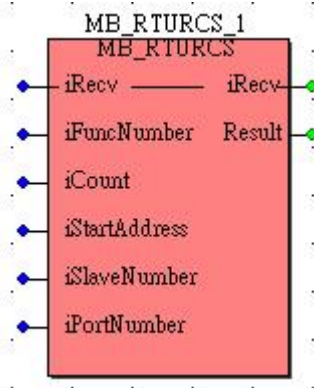 MB_RTURCS_1
MB_RTURCS
iRecv iRecv
iFuncNumber Result
iCount
iStartAddress
iSlaveNumber
iPortNumber